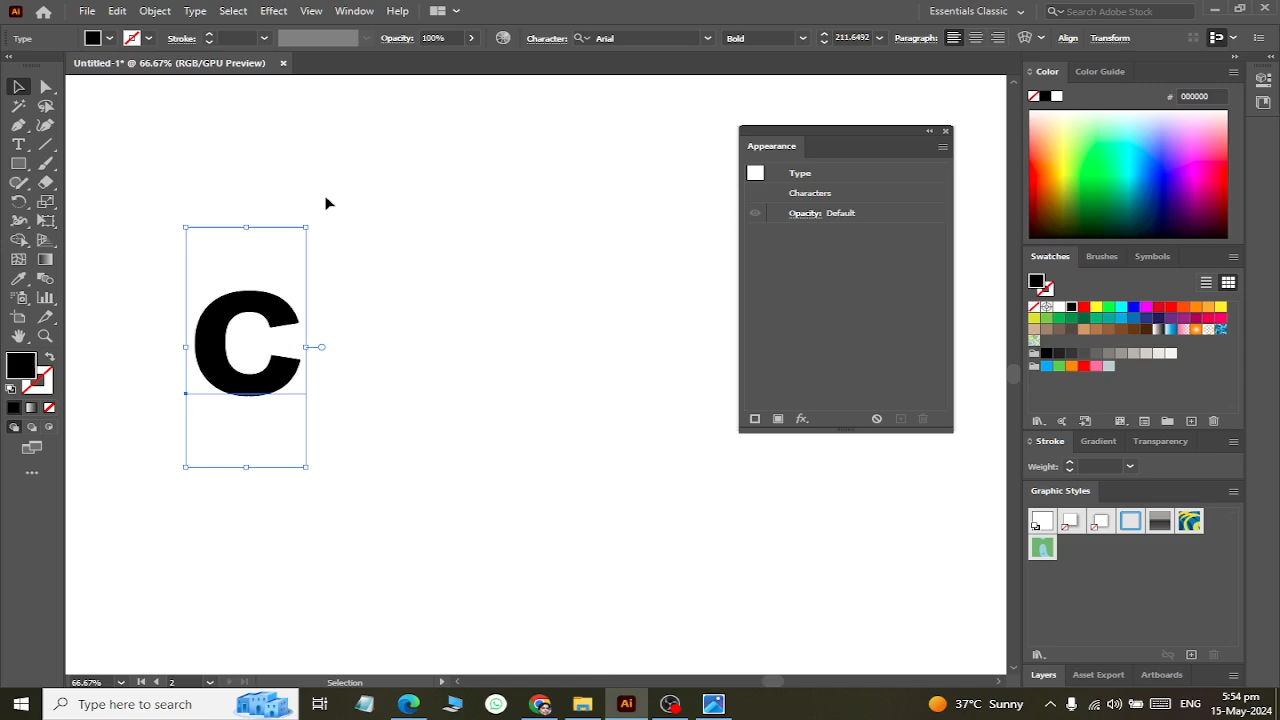 Ai File Edit Object Type Select Effect View Window Help Essentials Classic Search Adobe Stock
Type Stroke: Opacity: 100% Character: Arial Bold 211.6492 Paragraph: Align Transform
Untitled-1* @ 66.67% (RGB/GPU Preview)
Color Color Guide
# 000000
Appearance
Type
Characters
Opacity: Default
fx
c
Swatches Brushes Symbols
Stroke Gradient Transparency
Weight:
Graphic Styles
Layers Asset Export Artboards
66.67% 2 Selection
Type here to search Ai 37°C Sunny ENG 5:54 pm
15-May-2024